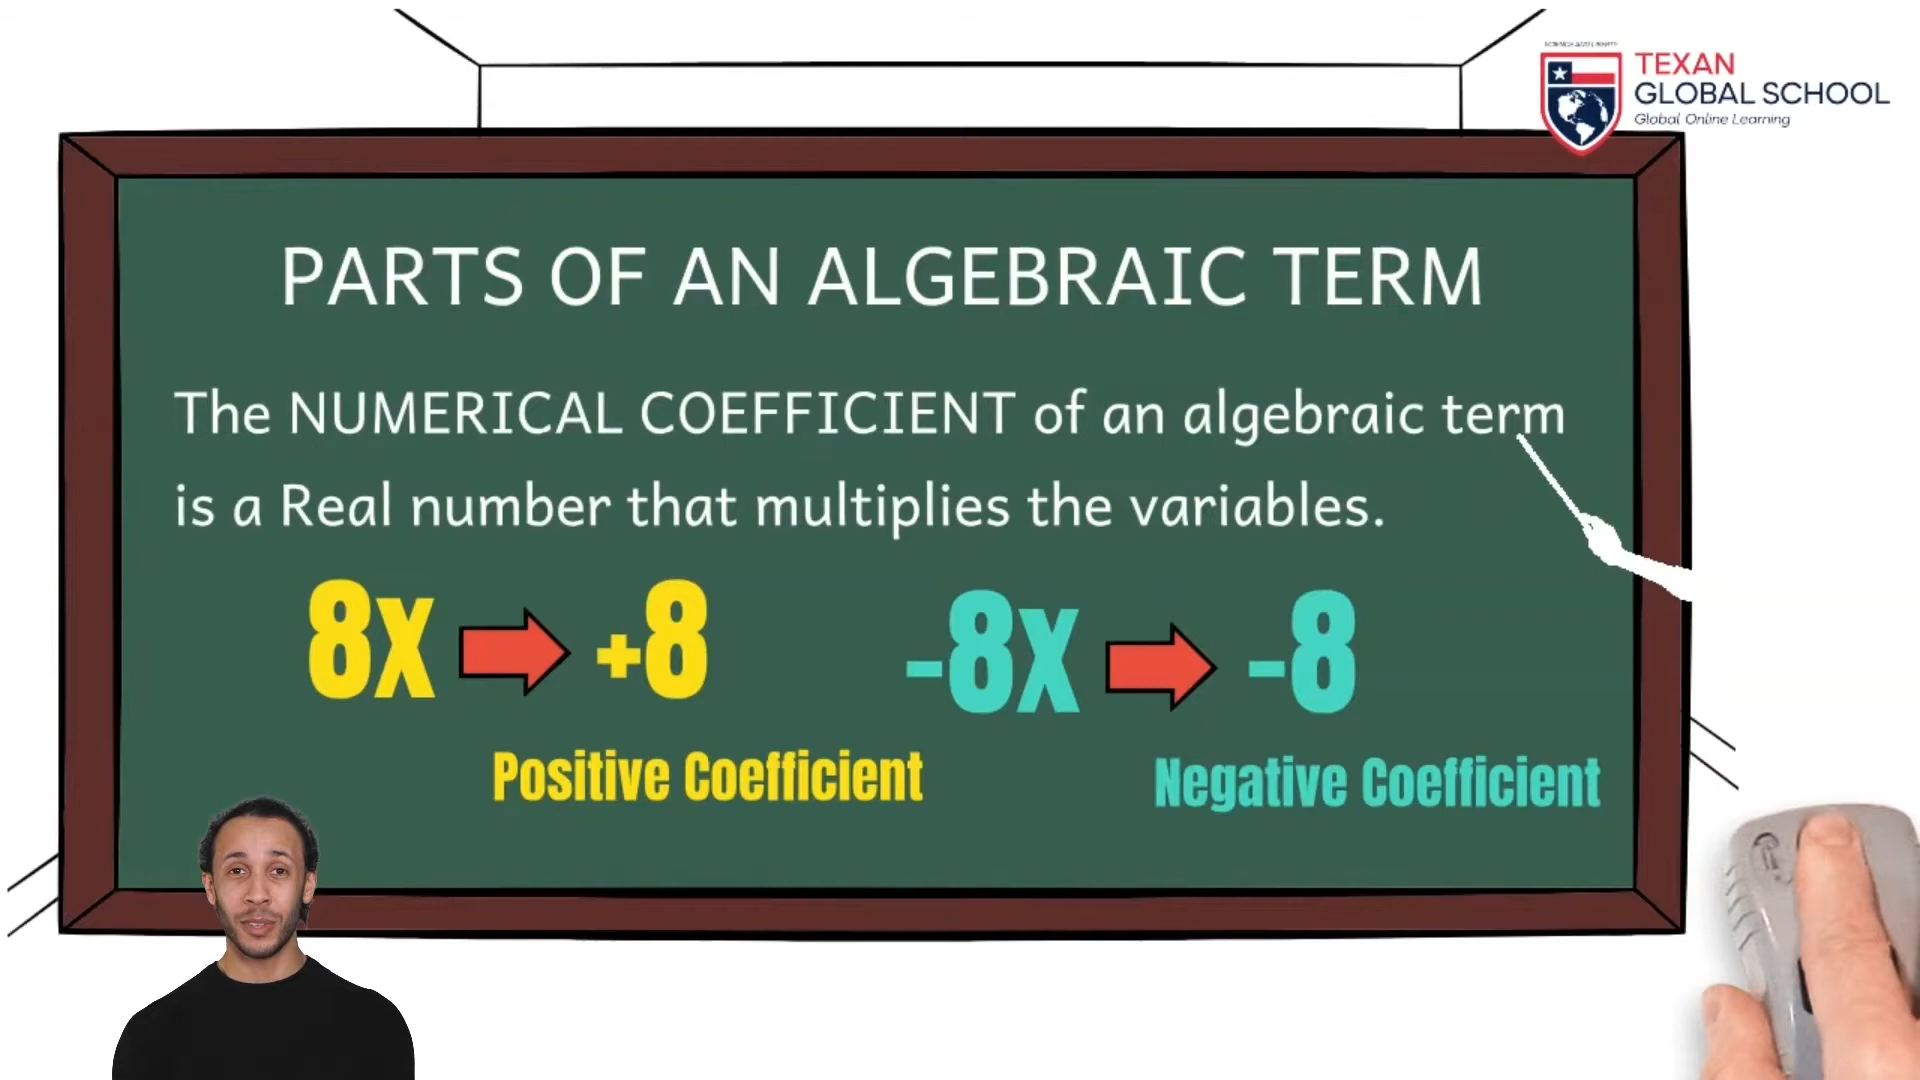 TEXAN
GLOBAL SCHOOL
Global Online Learning
PARTS OF AN ALGEBRAIC TERM
The NUMERICAL COEFFICIENT of an algebraic term
is a Real number that multiplies the variables.
8x +8 -8x -8
Positive Coefficient Negative Coefficient